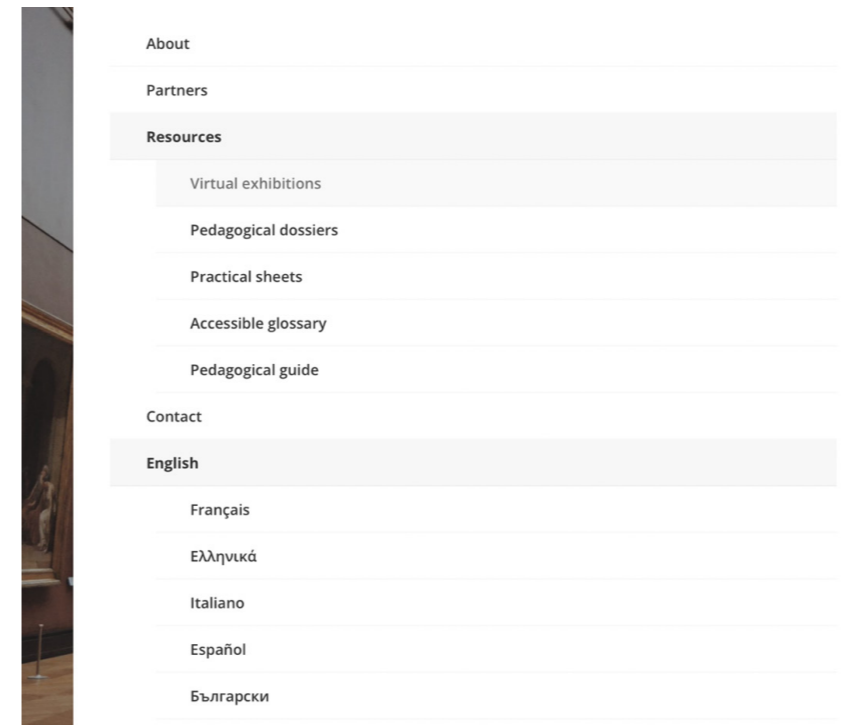 About
Partners
Resources
Virtual exhibitions
Pedagogical dossiers
Practical sheets
Accessible glossary
Pedagogical guide
Contact
English
Français
Ελληνικά
Italiano
Español
Български